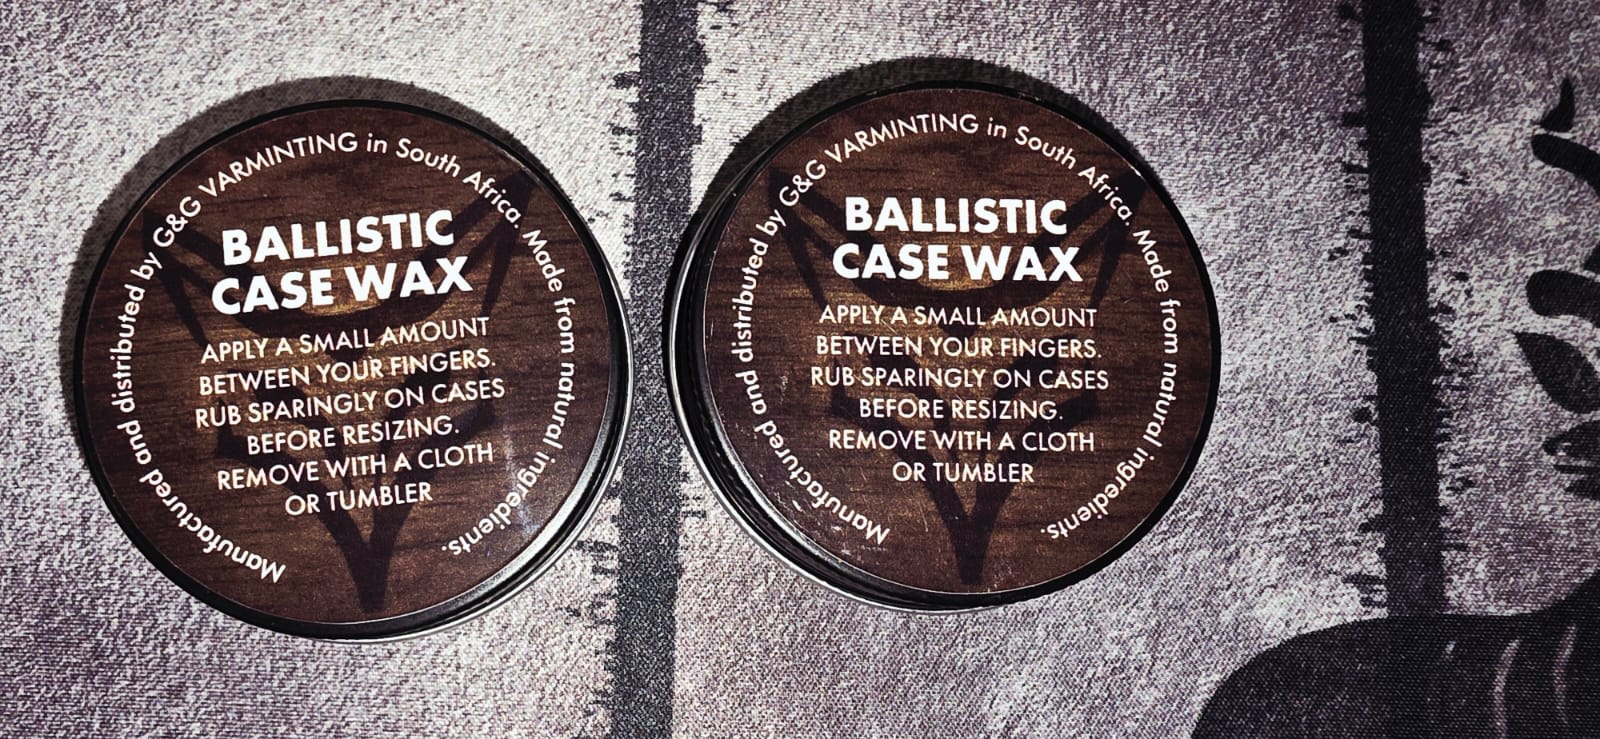 Manufactured and distributed by G&G VARMINTING in South Africa. Made from natural ingredients.
BALLISTIC
CASE WAX
APPLY A SMALL AMOUNT
BETWEEN YOUR FINGERS.
RUB SPARINGLY ON CASES
BEFORE RESIZING.
REMOVE WITH A CLOTH
OR TUMBLER
Manufactured and distributed by G&G VARMINTING in South Africa. Made from natural ingredients.
BALLISTIC
CASE WAX
APPLY A SMALL AMOUNT
BETWEEN YOUR FINGERS.
RUB SPARINGLY ON CASES
BEFORE RESIZING.
REMOVE WITH A CLOTH
OR TUMBLER